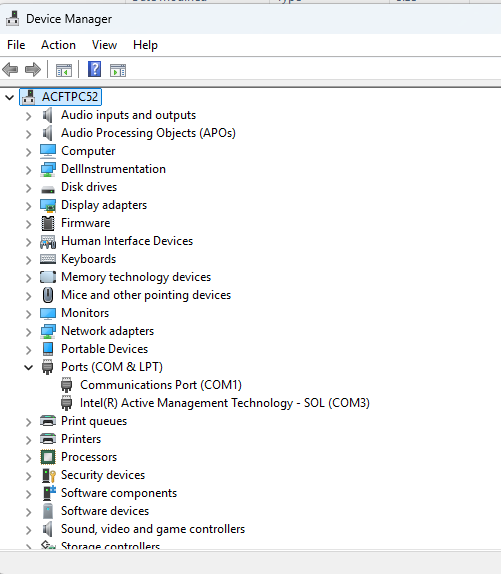 Device Manager
File Action View Help
ACFTPC52
Audio inputs and outputs
Audio Processing Objects (APOs)
Computer
DellInstrumentation
Disk drives
Display adapters
Firmware
Human Interface Devices
Keyboards
Memory technology devices
Mice and other pointing devices
Monitors
Network adapters
Portable Devices
Ports (COM & LPT)
Communications Port (COM1)
Intel(R) Active Management Technology - SOL (COM3)
Print queues
Printers
Processors
Security devices
Software components
Software devices
Sound, video and game controllers
Storage controllers